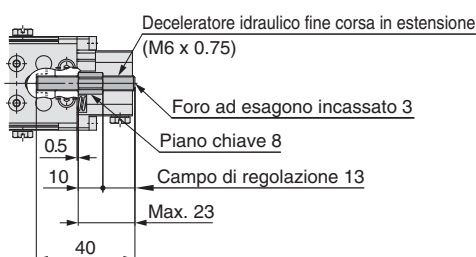 Deceleratore idraulico fine corsa in estensione
(M6 x 0.75)
Foro ad esagono incassato 3
Piano chiave 8
0.5
10
Campo di regolazione 13
Max. 23
40